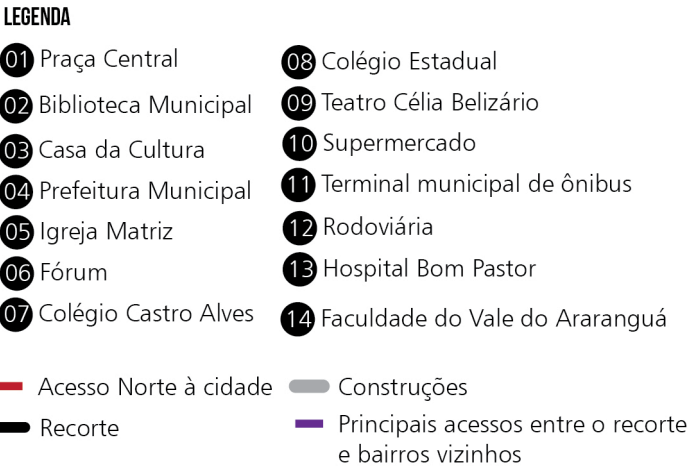 LEGENDA
01 Praça Central
02 Biblioteca Municipal
03 Casa da Cultura
04 Prefeitura Municipal
05 Igreja Matriz
06 Fórum
07 Colégio Castro Alves
08 Colégio Estadual
09 Teatro Célia Belizário
10 Supermercado
11 Terminal municipal de ônibus
12 Rodoviária
13 Hospital Bom Pastor
14 Faculdade do Vale do Araranguá
Acesso Norte à cidade
Recorte
Construções
Principais acessos entre o recorte
e bairros vizinhos